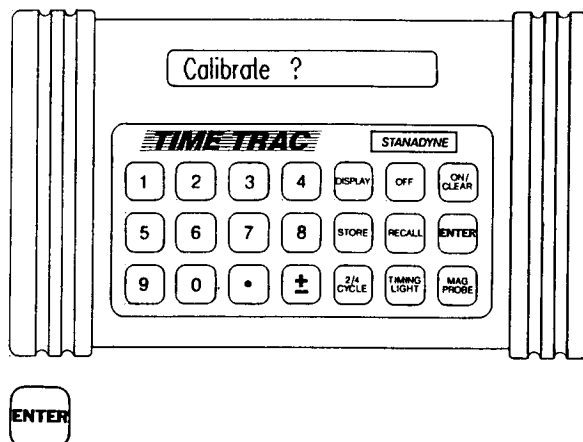 Calibrate ?
TIME TRAC STANADYNE
1 2 3 4 DISPLAY OFF ON/CLEAR
5 6 7 8 STORE RECALL ENTER
9 0 • ± 2/4 CYCLE TIMING LIGHT MAG PROBE
ENTER